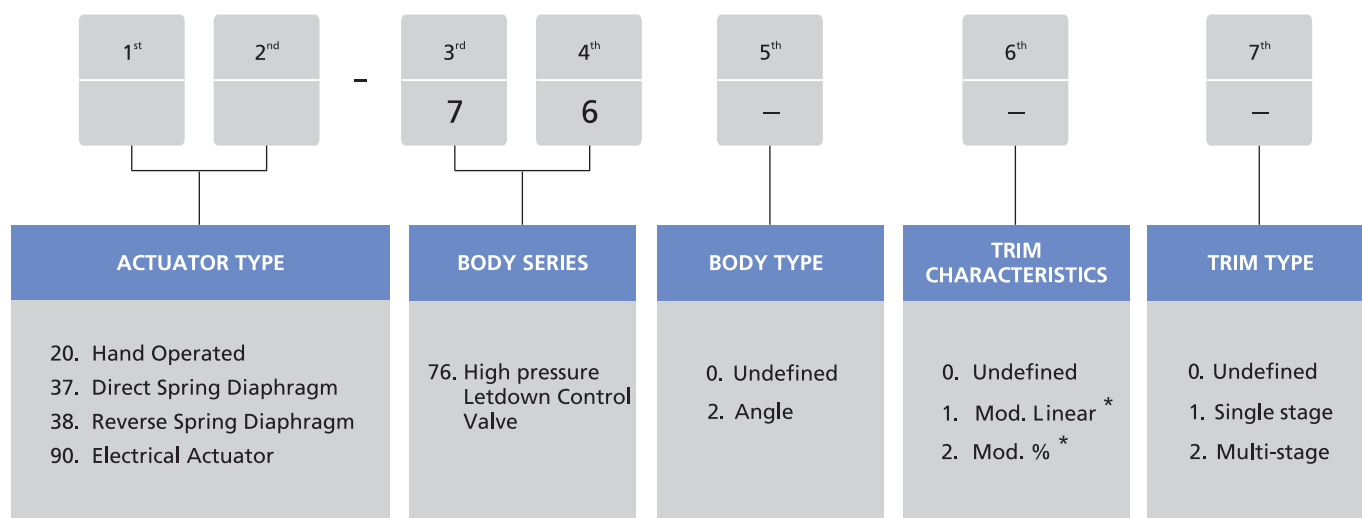 1st 2nd 3rd 4th 5th 6th 7th
– 7 6 – – –
ACTUATOR TYPE
20. Hand Operated
37. Direct Spring Diaphragm
38. Reverse Spring Diaphragm
90. Electrical Actuator
BODY SERIES
76. High pressure
Letdown Control
Valve
BODY TYPE
0. Undefined
2. Angle
TRIM
CHARACTERISTICS
0. Undefined
1. Mod. Linear *
2. Mod. % *
TRIM TYPE
0. Undefined
1. Single stage
2. Multi-stage